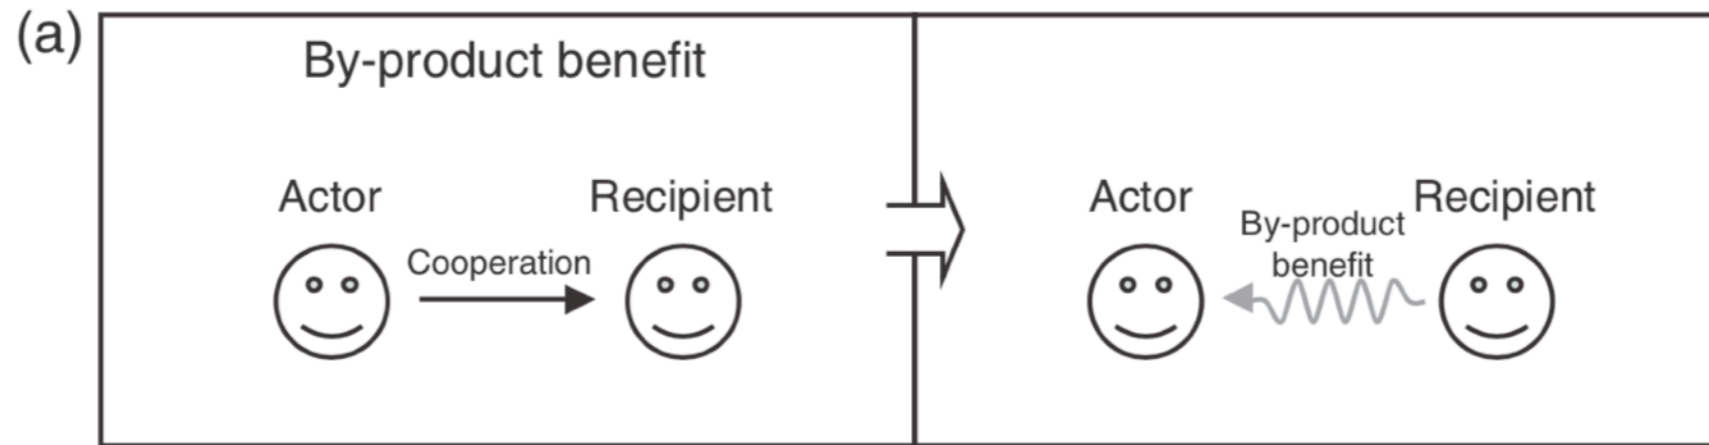 (a)
By-product benefit
Actor
Recipient
Cooperation
Actor
Recipient
By-product
benefit